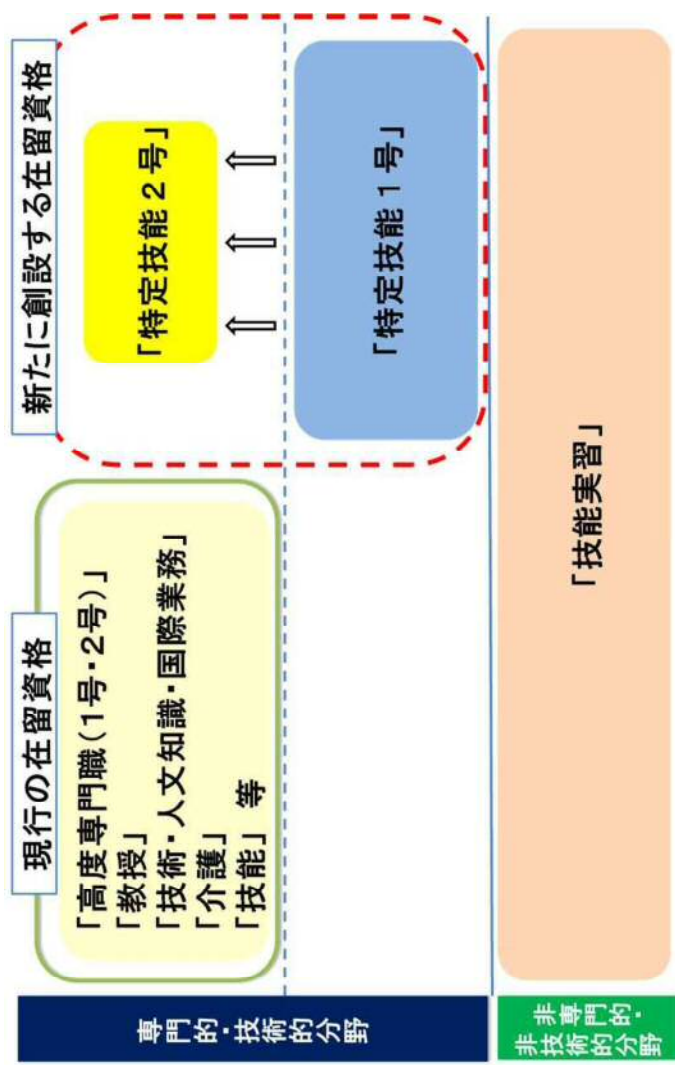 現行の在留資格
新たに創設する在留資格
専門的・技術的分野
「高度専門職(1号・2号)」
「教授」
「技術・人文知識・国際業務」
「介護」
「技能」 等
「特定技能２号」
「特定技能１号」
非専門的・
非技術的分野
「技能実習」